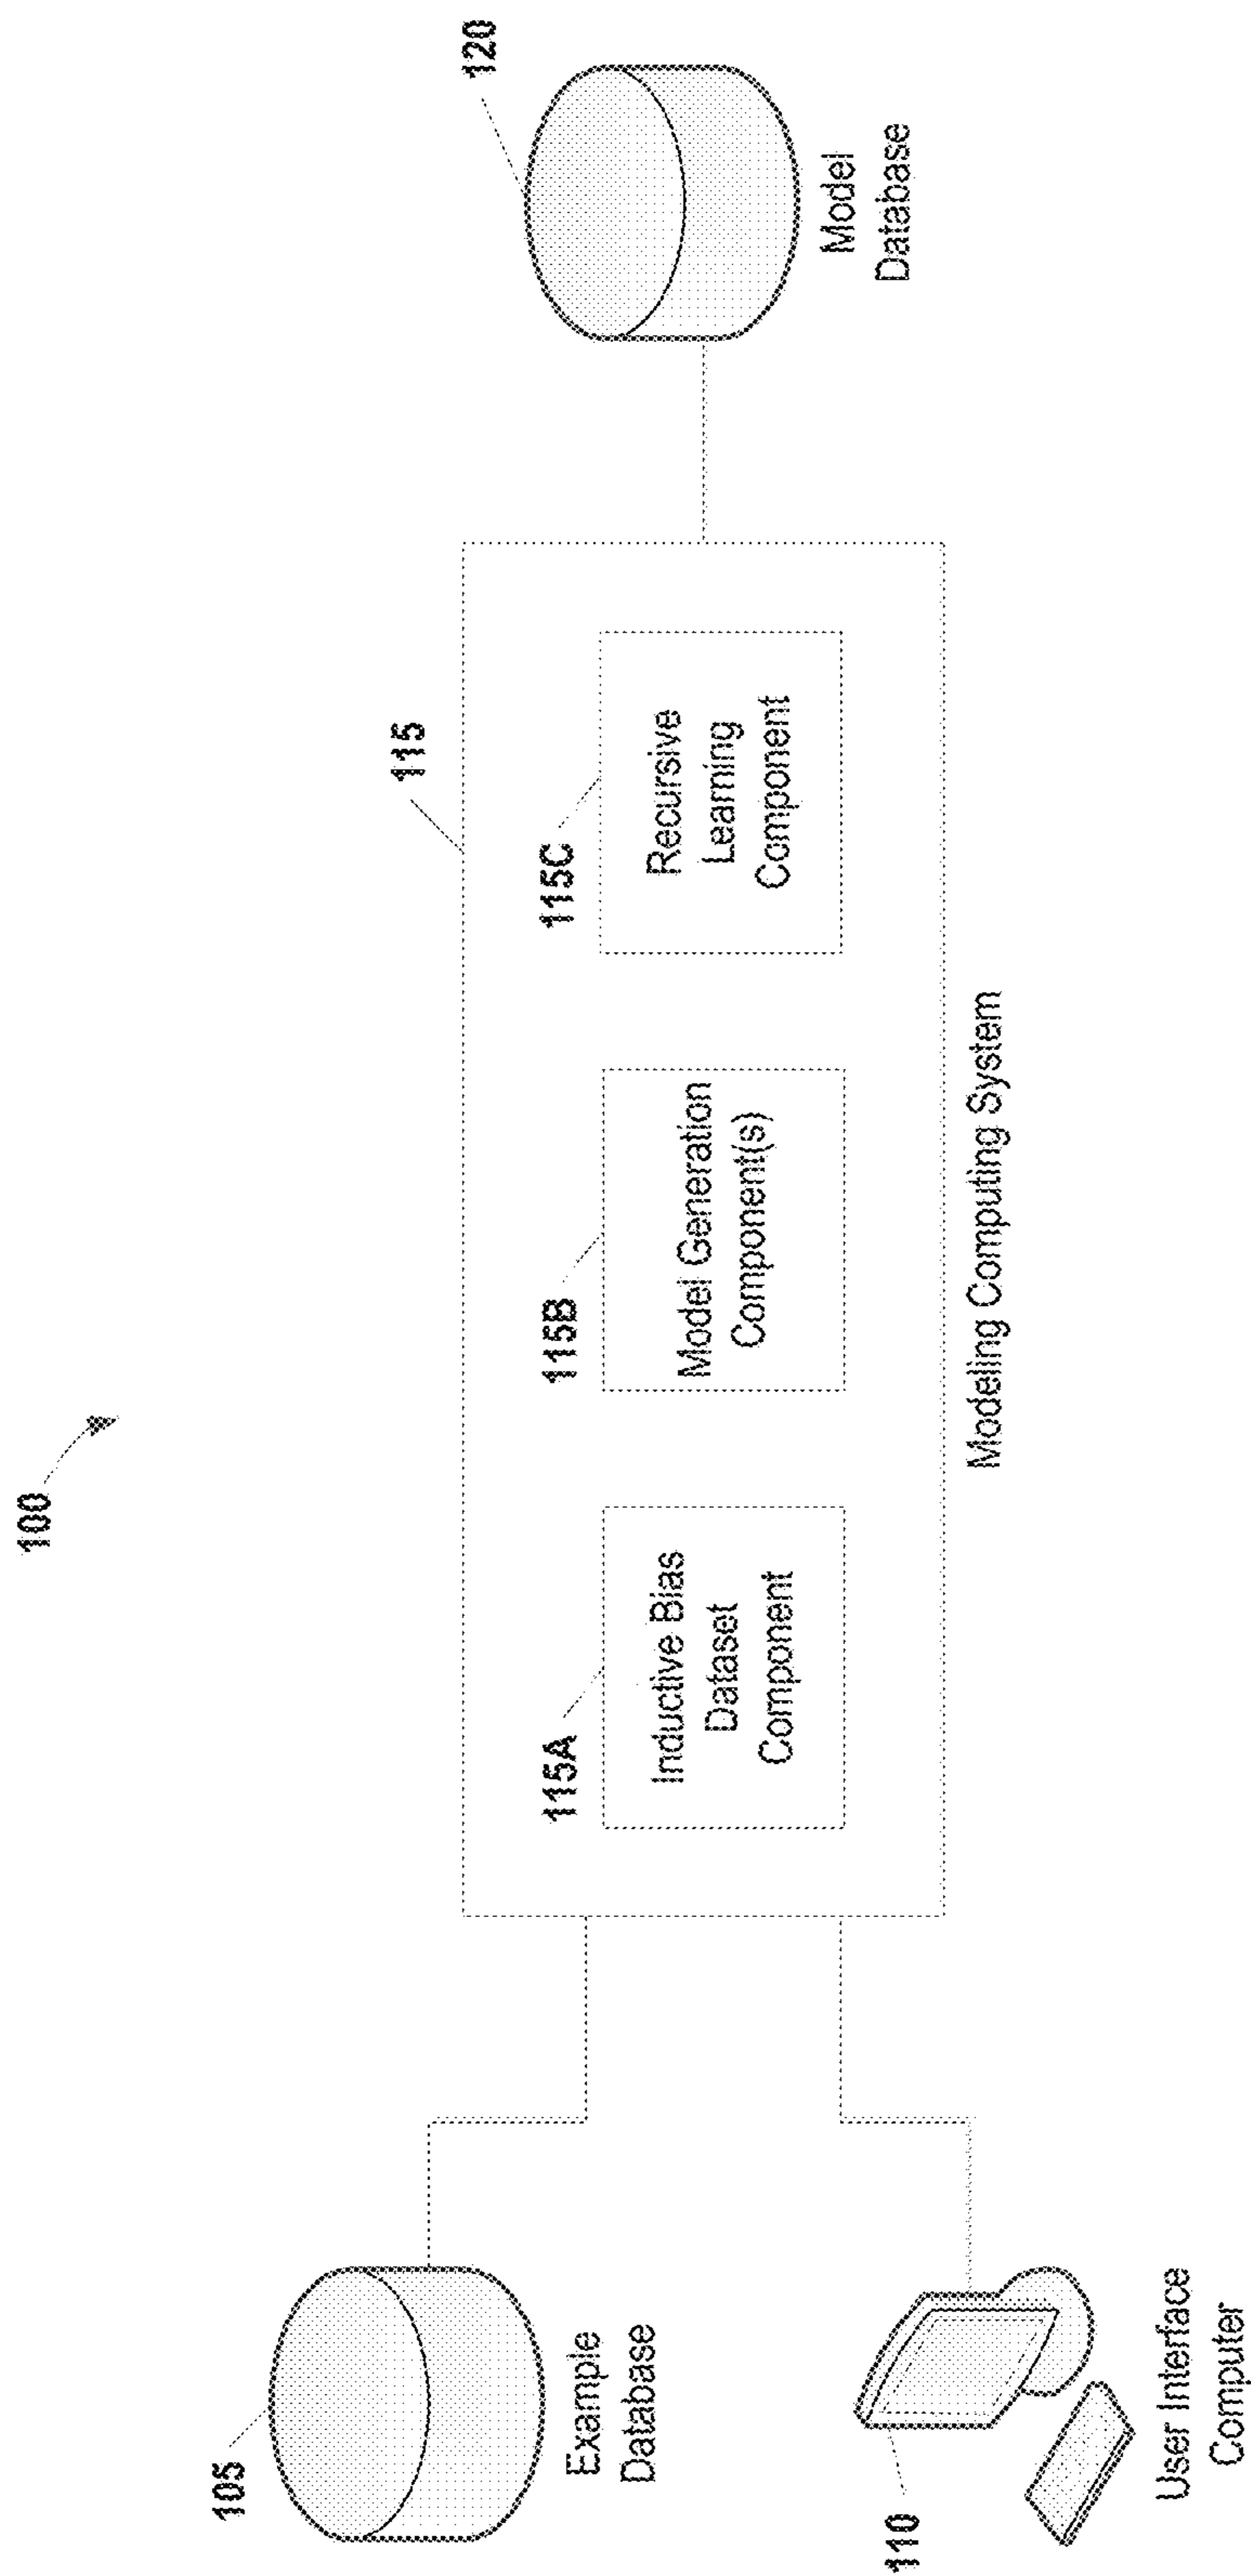 100
105
Example
Database
110
User Interface
Computer
115
115A
Inductive Bias
Dataset
Component
115B
Model Generation
Component(s)
115C
Recursive
Learning
Component
Modeling Computing System
120
Model
Database